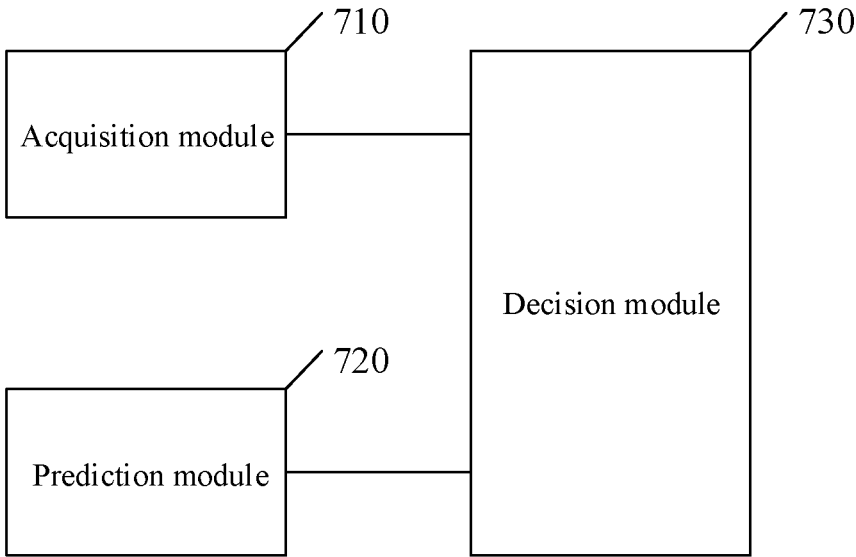 710
730
Acquisition module
Decision module
720
Prediction module